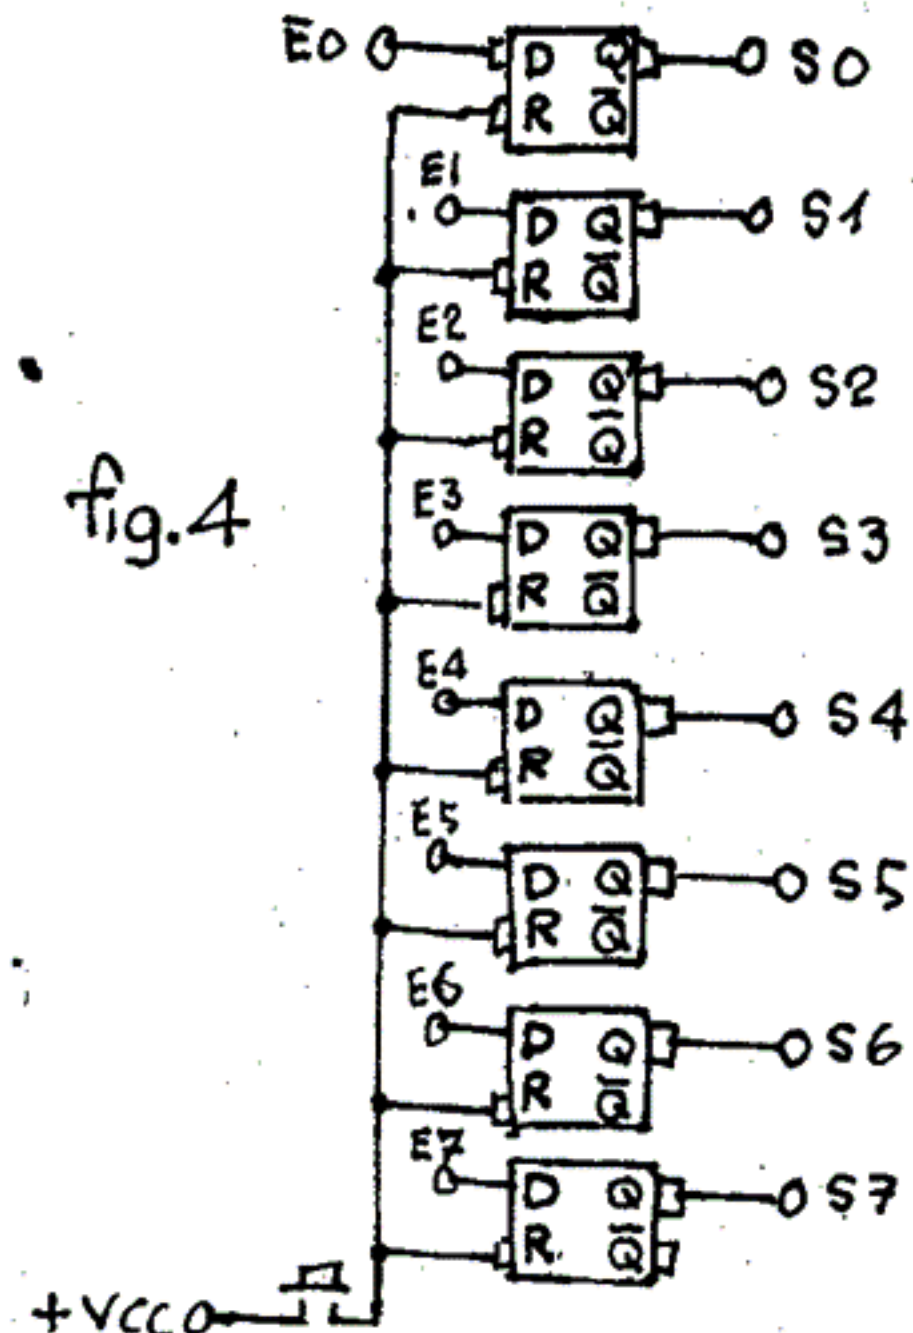 E0 D Q S0
R Q̅
E1 D Q S1
R Q̅
E2 D Q S2
R Q̅
E3 D Q S3
R Q̅
E4 D Q S4
R Q̅
E5 D Q S5
R Q̅
E6 D Q S6
R Q̅
E7 D Q S7
R Q̅
+VCC
fig.4